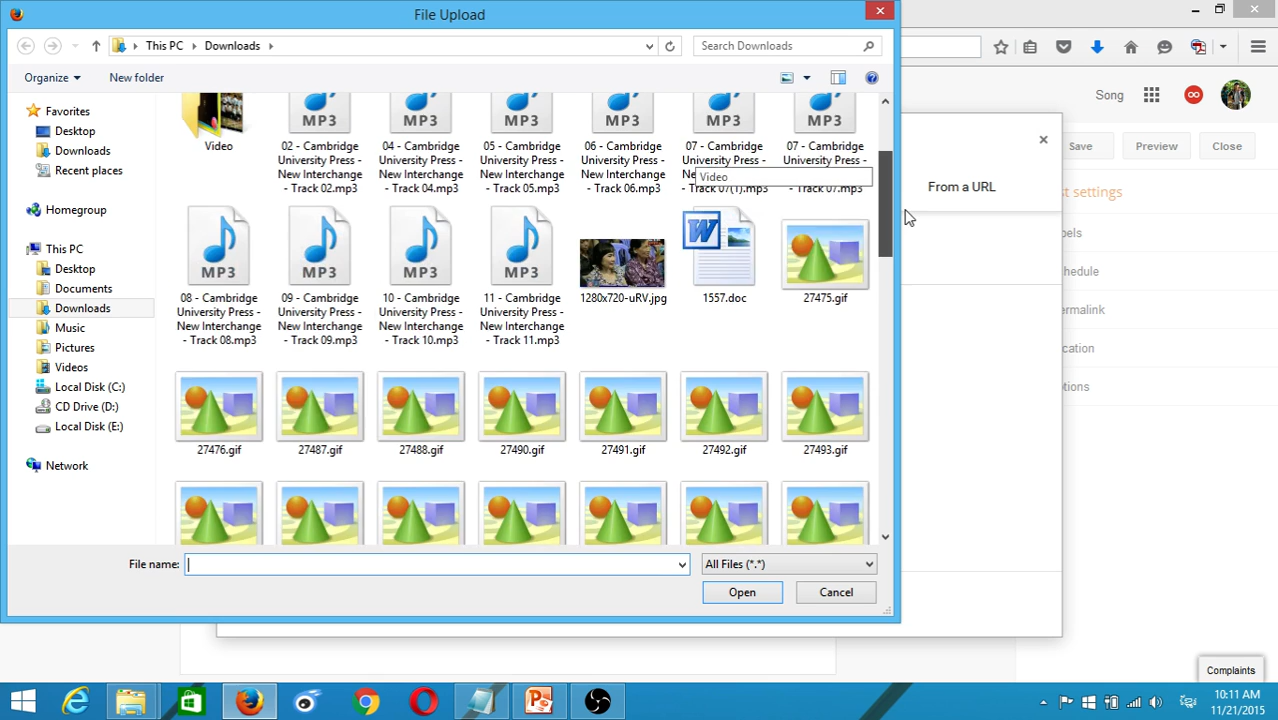 File Upload
This PC
Downloads
Search Downloads
Organize
New folder
Song
Save
Preview
Close
From a URL
st settings
bels
hedule
rmalink
cation
tions
Favorites
Desktop
Downloads
Recent places
Homegroup
This PC
Desktop
Documents
Downloads
Music
Pictures
Videos
Local Disk (C:)
CD Drive (D:)
Local Disk (E:)
Network
MP3
MP3
MP3
MP3
MP3
MP3
Video
02 - Cambridge
University Press -
New Interchange
- Track 02.mp3
04 - Cambridge
University Press -
New Interchange
- Track 04.mp3
05 - Cambridge
University Press -
New Interchange
- Track 05.mp3
06 - Cambridge
University Press -
New Interchange
- Track 06.mp3
07 - Cambridge
University Press -
- Track 07(1).mp3
07 - Cambridge
University Press -
- Track 07.mp3
Video
MP3
MP3
MP3
MP3
W
08 - Cambridge
University Press -
New Interchange
- Track 08.mp3
09 - Cambridge
University Press -
New Interchange
- Track 09.mp3
10 - Cambridge
University Press -
New Interchange
- Track 10.mp3
11 - Cambridge
University Press -
New Interchange
- Track 11.mp3
1280x720-uRV.jpg
1557.doc
27475.gif
27476.gif
27487.gif
27488.gif
27490.gif
27491.gif
27492.gif
27493.gif
File name:
All Files (*.*)
Open
Cancel
Complaints
10:11 AM
11/21/2015